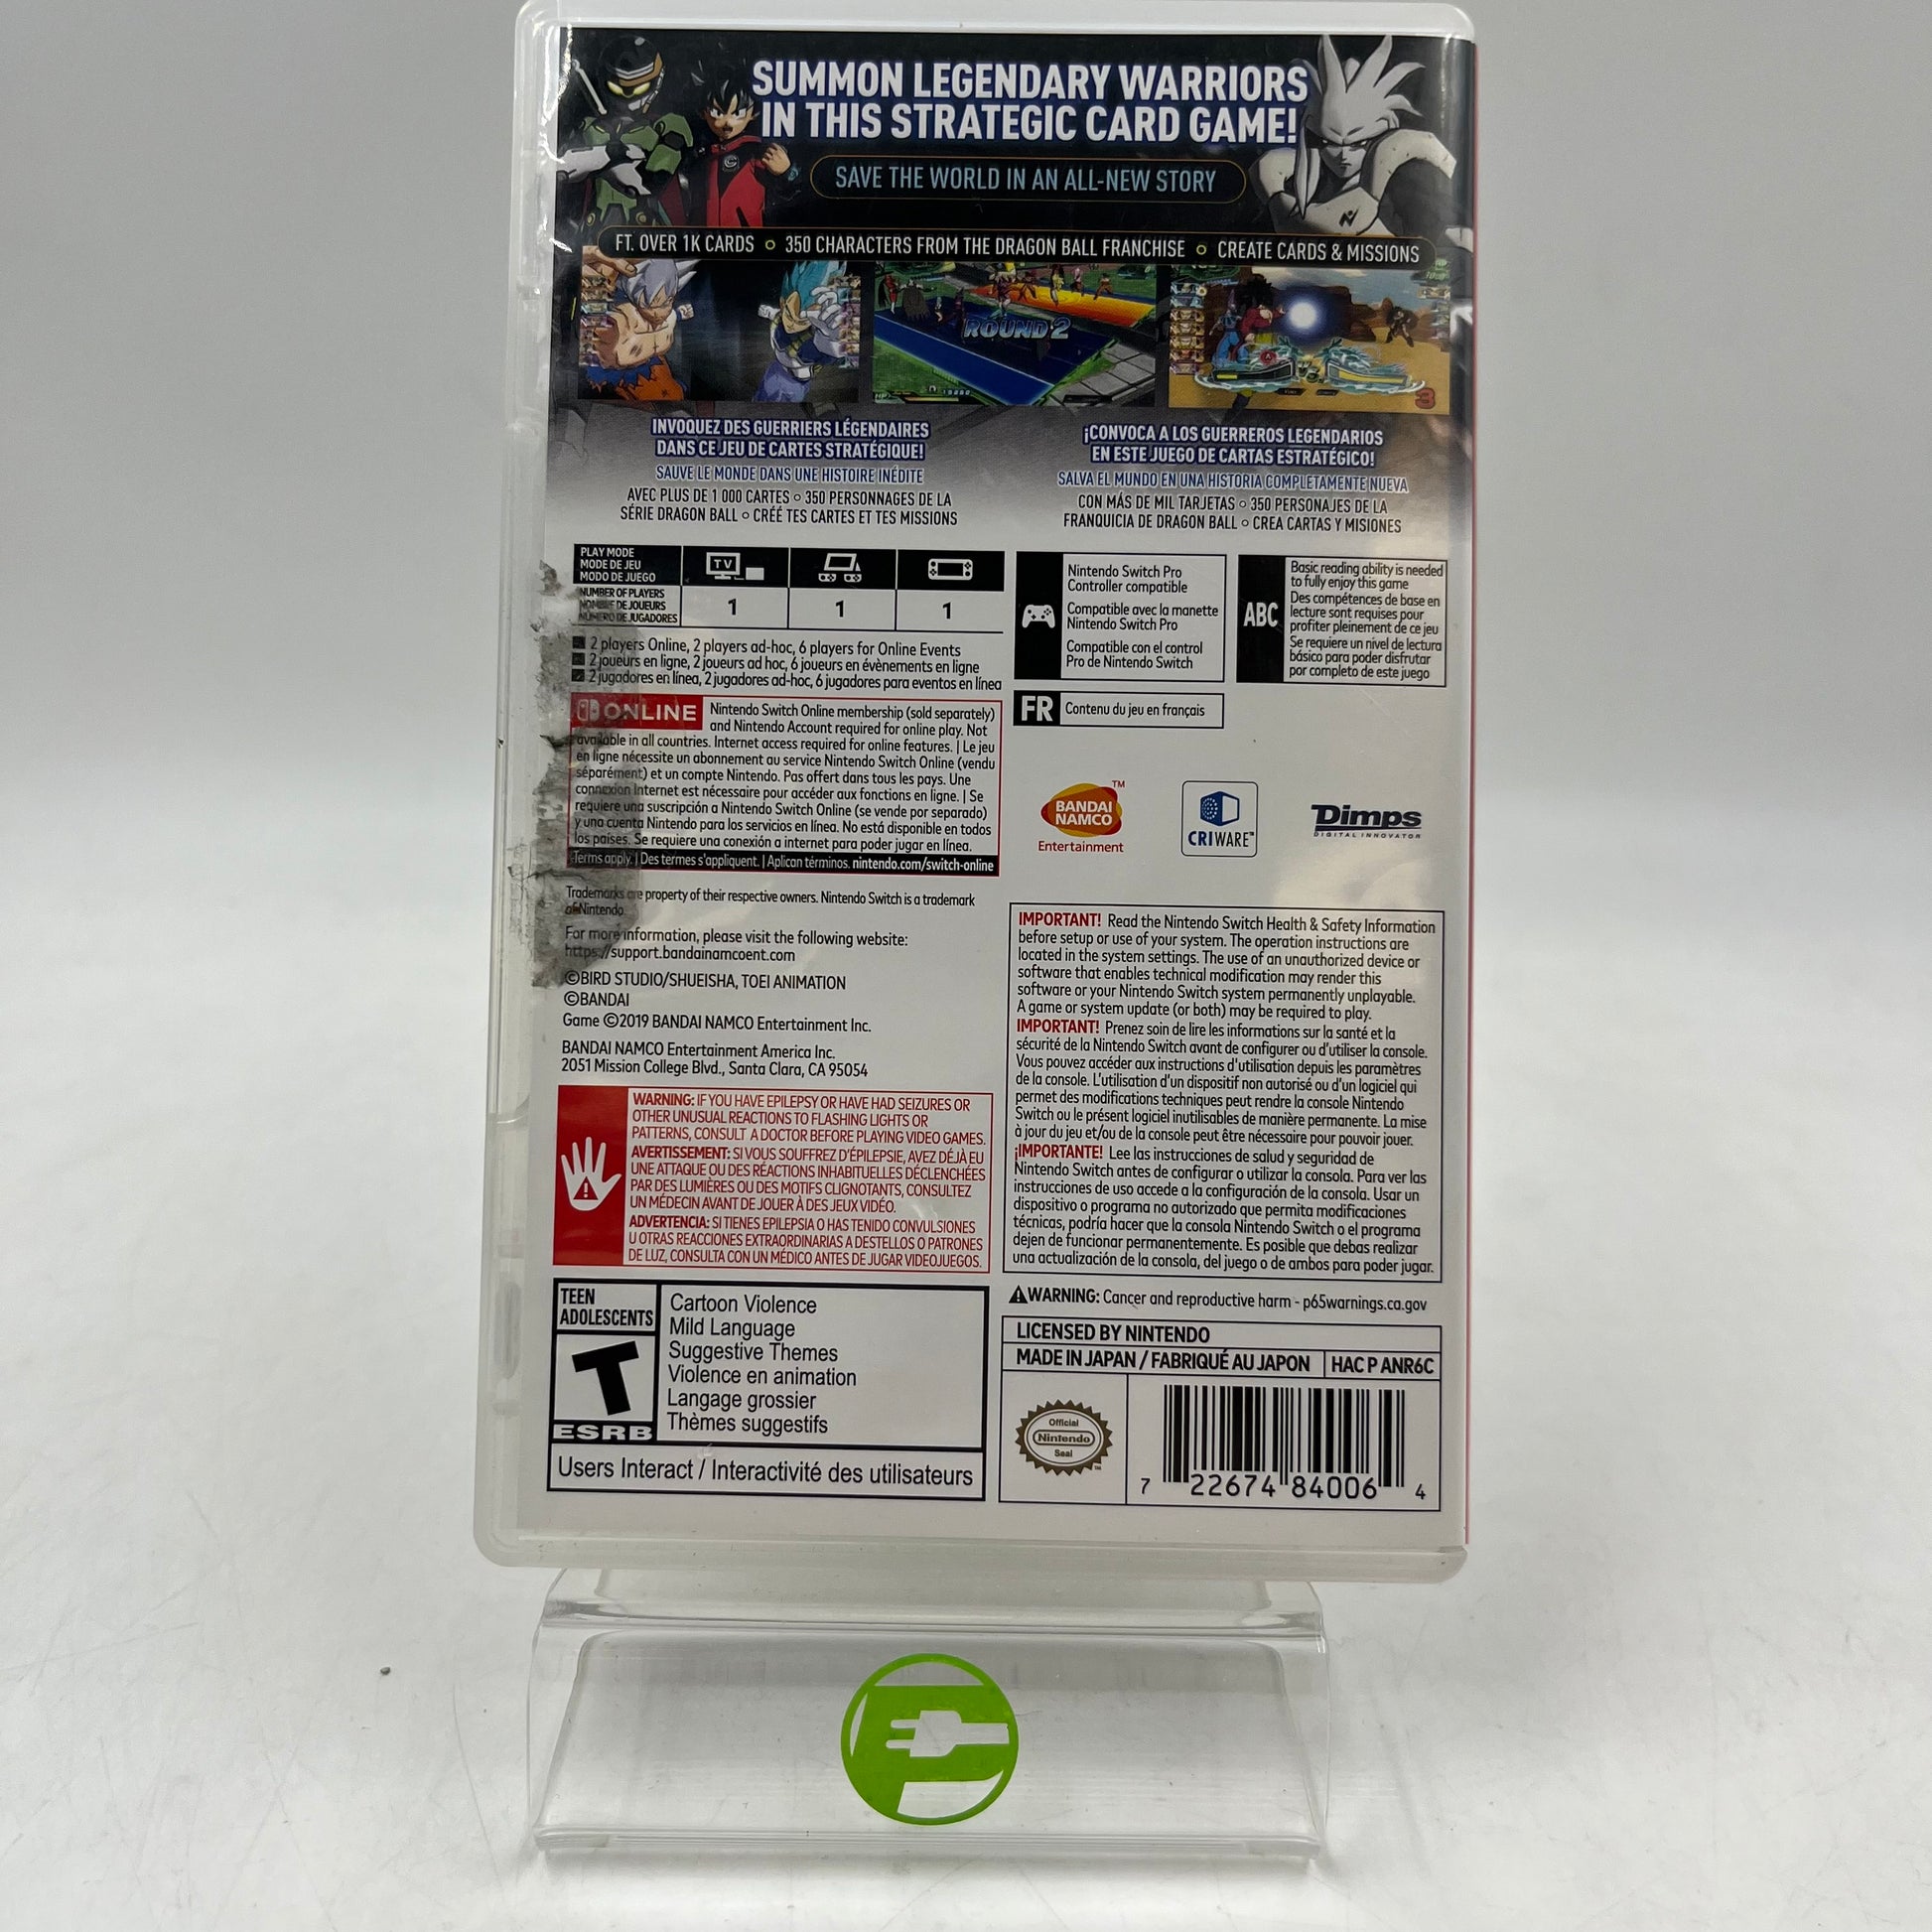 SUMMON LEGENDARY WARRIORS
IN THIS STRATEGIC CARD GAME!
SAVE THE WORLD IN AN ALL-NEW STORY
FT. OVER 1K CARDS ○ 350 CHARACTERS FROM THE DRAGON BALL FRANCHISE ○ CREATE CARDS & MISSIONS
ROUND 2
3
INVOQUEZ DES GUERRIERS LÉGENDAIRES
DANS CE JEU DE CARTES STRATÉGIQUE!
SAUVE LE MONDE DANS UNE HISTOIRE INÉDITE
AVEC PLUS DE 1 000 CARTES ○ 350 PERSONNAGES DE LA
SÉRIE DRAGON BALL ○ CRÉÉ TES CARTES ET TES MISSIONS
¡CONVOCA A LOS GUERREROS LEGENDARIOS
EN ESTE JUEGO DE CARTAS ESTRATÉGICO!
SALVA EL MUNDO EN UNA HISTORIA COMPLETAMENTE NUEVA
CON MÁS DE MIL TARJETAS ○ 350 PERSONAJES DE LA
FRANQUICIA DE DRAGON BALL ○ CREA CARTAS Y MISIONES
PLAY MODE
MODE DE JEU
MODO DE JUEGO
TV
NUMBER OF PLAYERS
NOMBRE DE JOUEURS
NÚMERO DE JUGADORES
1 1 1
2 players Online, 2 players ad-hoc, 6 players for Online Events
2 joueurs en ligne, 2 joueurs ad hoc, 6 joueurs en évènements en ligne
2 jugadores en línea, 2 jugadores ad-hoc, 6 jugadores para eventos en línea
Nintendo Switch Pro
Controller compatible
Compatible avec la manette
Nintendo Switch Pro
Compatible con el control
Pro de Nintendo Switch
ABC
Basic reading ability is needed
to fully enjoy this game
Des compétences de base en
lecture sont requises pour
profiter pleinement de ce jeu
Se requiere un nivel de lectura
básico para poder disfrutar
por completo de este juego
FR Contenu du jeu en français
ONLINE
Nintendo Switch Online membership (sold separately)
and Nintendo Account required for online play. Not
available in all countries. Internet access required for online features. | Le jeu
en ligne nécessite un abonnement au service Nintendo Switch Online (vendu
séparément) et un compte Nintendo. Pas offert dans tous les pays. Une
connexion Internet est nécessaire pour accéder aux fonctions en ligne. | Se
requiere una suscripción a Nintendo Switch Online (se vende por separado)
y una cuenta Nintendo para los servicios en línea. No está disponible en todos
los países. Se requiere una conexión a internet para poder jugar en línea.
Terms apply. | Des termes s'appliquent. | Aplican términos. nintendo.com/switch-online
BANDAI
NAMCO
™
Entertainment
CRIWARE™
Dimps
DIGITAL INNOVATOR
Trademarks are property of their respective owners. Nintendo Switch is a trademark
of Nintendo.
For more information, please visit the following website:
https://support.bandainamcoent.com
©BIRD STUDIO/SHUEISHA, TOEI ANIMATION
©BANDAI
Game ©2019 BANDAI NAMCO Entertainment Inc.
BANDAI NAMCO Entertainment America Inc.
2051 Mission College Blvd., Santa Clara, CA 95054
WARNING: IF YOU HAVE EPILEPSY OR HAVE HAD SEIZURES OR
OTHER UNUSUAL REACTIONS TO FLASHING LIGHTS OR
PATTERNS, CONSULT A DOCTOR BEFORE PLAYING VIDEO GAMES.
AVERTISSEMENT: SI VOUS SOUFFREZ D'ÉPILEPSIE, AVEZ DÉJÀ EU
UNE ATTAQUE OU DES RÉACTIONS INHABITUELLES DÉCLENCHÉES
PAR DES LUMIÈRES OU DES MOTIFS CLIGNOTANTS, CONSULTEZ
UN MÉDECIN AVANT DE JOUER À DES JEUX VIDÉO.
ADVERTENCIA: SI TIENES EPILEPSIA O HAS TENIDO CONVULSIONES
U OTRAS REACCIONES EXTRAORDINARIAS A DESTELLOS O PATRONES
DE LUZ, CONSULTA CON UN MÉDICO ANTES DE JUGAR VIDEOJUEGOS.
IMPORTANT! Read the Nintendo Switch Health & Safety Information
before setup or use of your system. The operation instructions are
located in the system settings. The use of an unauthorized device or
software that enables technical modification may render this
software or your Nintendo Switch system permanently unplayable.
A game or system update (or both) may be required to play.
IMPORTANT! Prenez soin de lire les informations sur la santé et la
sécurité de la Nintendo Switch avant de configurer ou d'utiliser la console.
Vous pouvez accéder aux instructions d'utilisation depuis les paramètres
de la console. L'utilisation d'un dispositif non autorisé ou d'un logiciel qui
permet des modifications techniques peut rendre la console Nintendo
Switch ou le présent logiciel inutilisables de manière permanente. La mise
à jour du jeu et/ou de la console peut être nécessaire pour pouvoir jouer.
¡IMPORTANTE! Lee las instrucciones de salud y seguridad de
Nintendo Switch antes de configurar o utilizar la consola. Para ver las
instrucciones de uso accede a la configuración de la consola. Usar un
dispositivo o programa no autorizado que permita modificaciones
técnicas, podría hacer que la consola Nintendo Switch o el programa
dejen de funcionar permanentemente. Es posible que debas realizar
una actualización de la consola, del juego o de ambos para poder jugar.
TEEN
ADOLESCENTS
T
ESRB
Cartoon Violence
Mild Language
Suggestive Themes
Violence en animation
Langage grossier
Thèmes suggestifs
Users Interact / Interactivité des utilisateurs
WARNING: Cancer and reproductive harm - p65warnings.ca.gov
LICENSED BY NINTENDO
MADE IN JAPAN / FABRIQUÉ AU JAPON HAC P ANR6C
Official
Nintendo
Seal
™
7 22674 84006 4